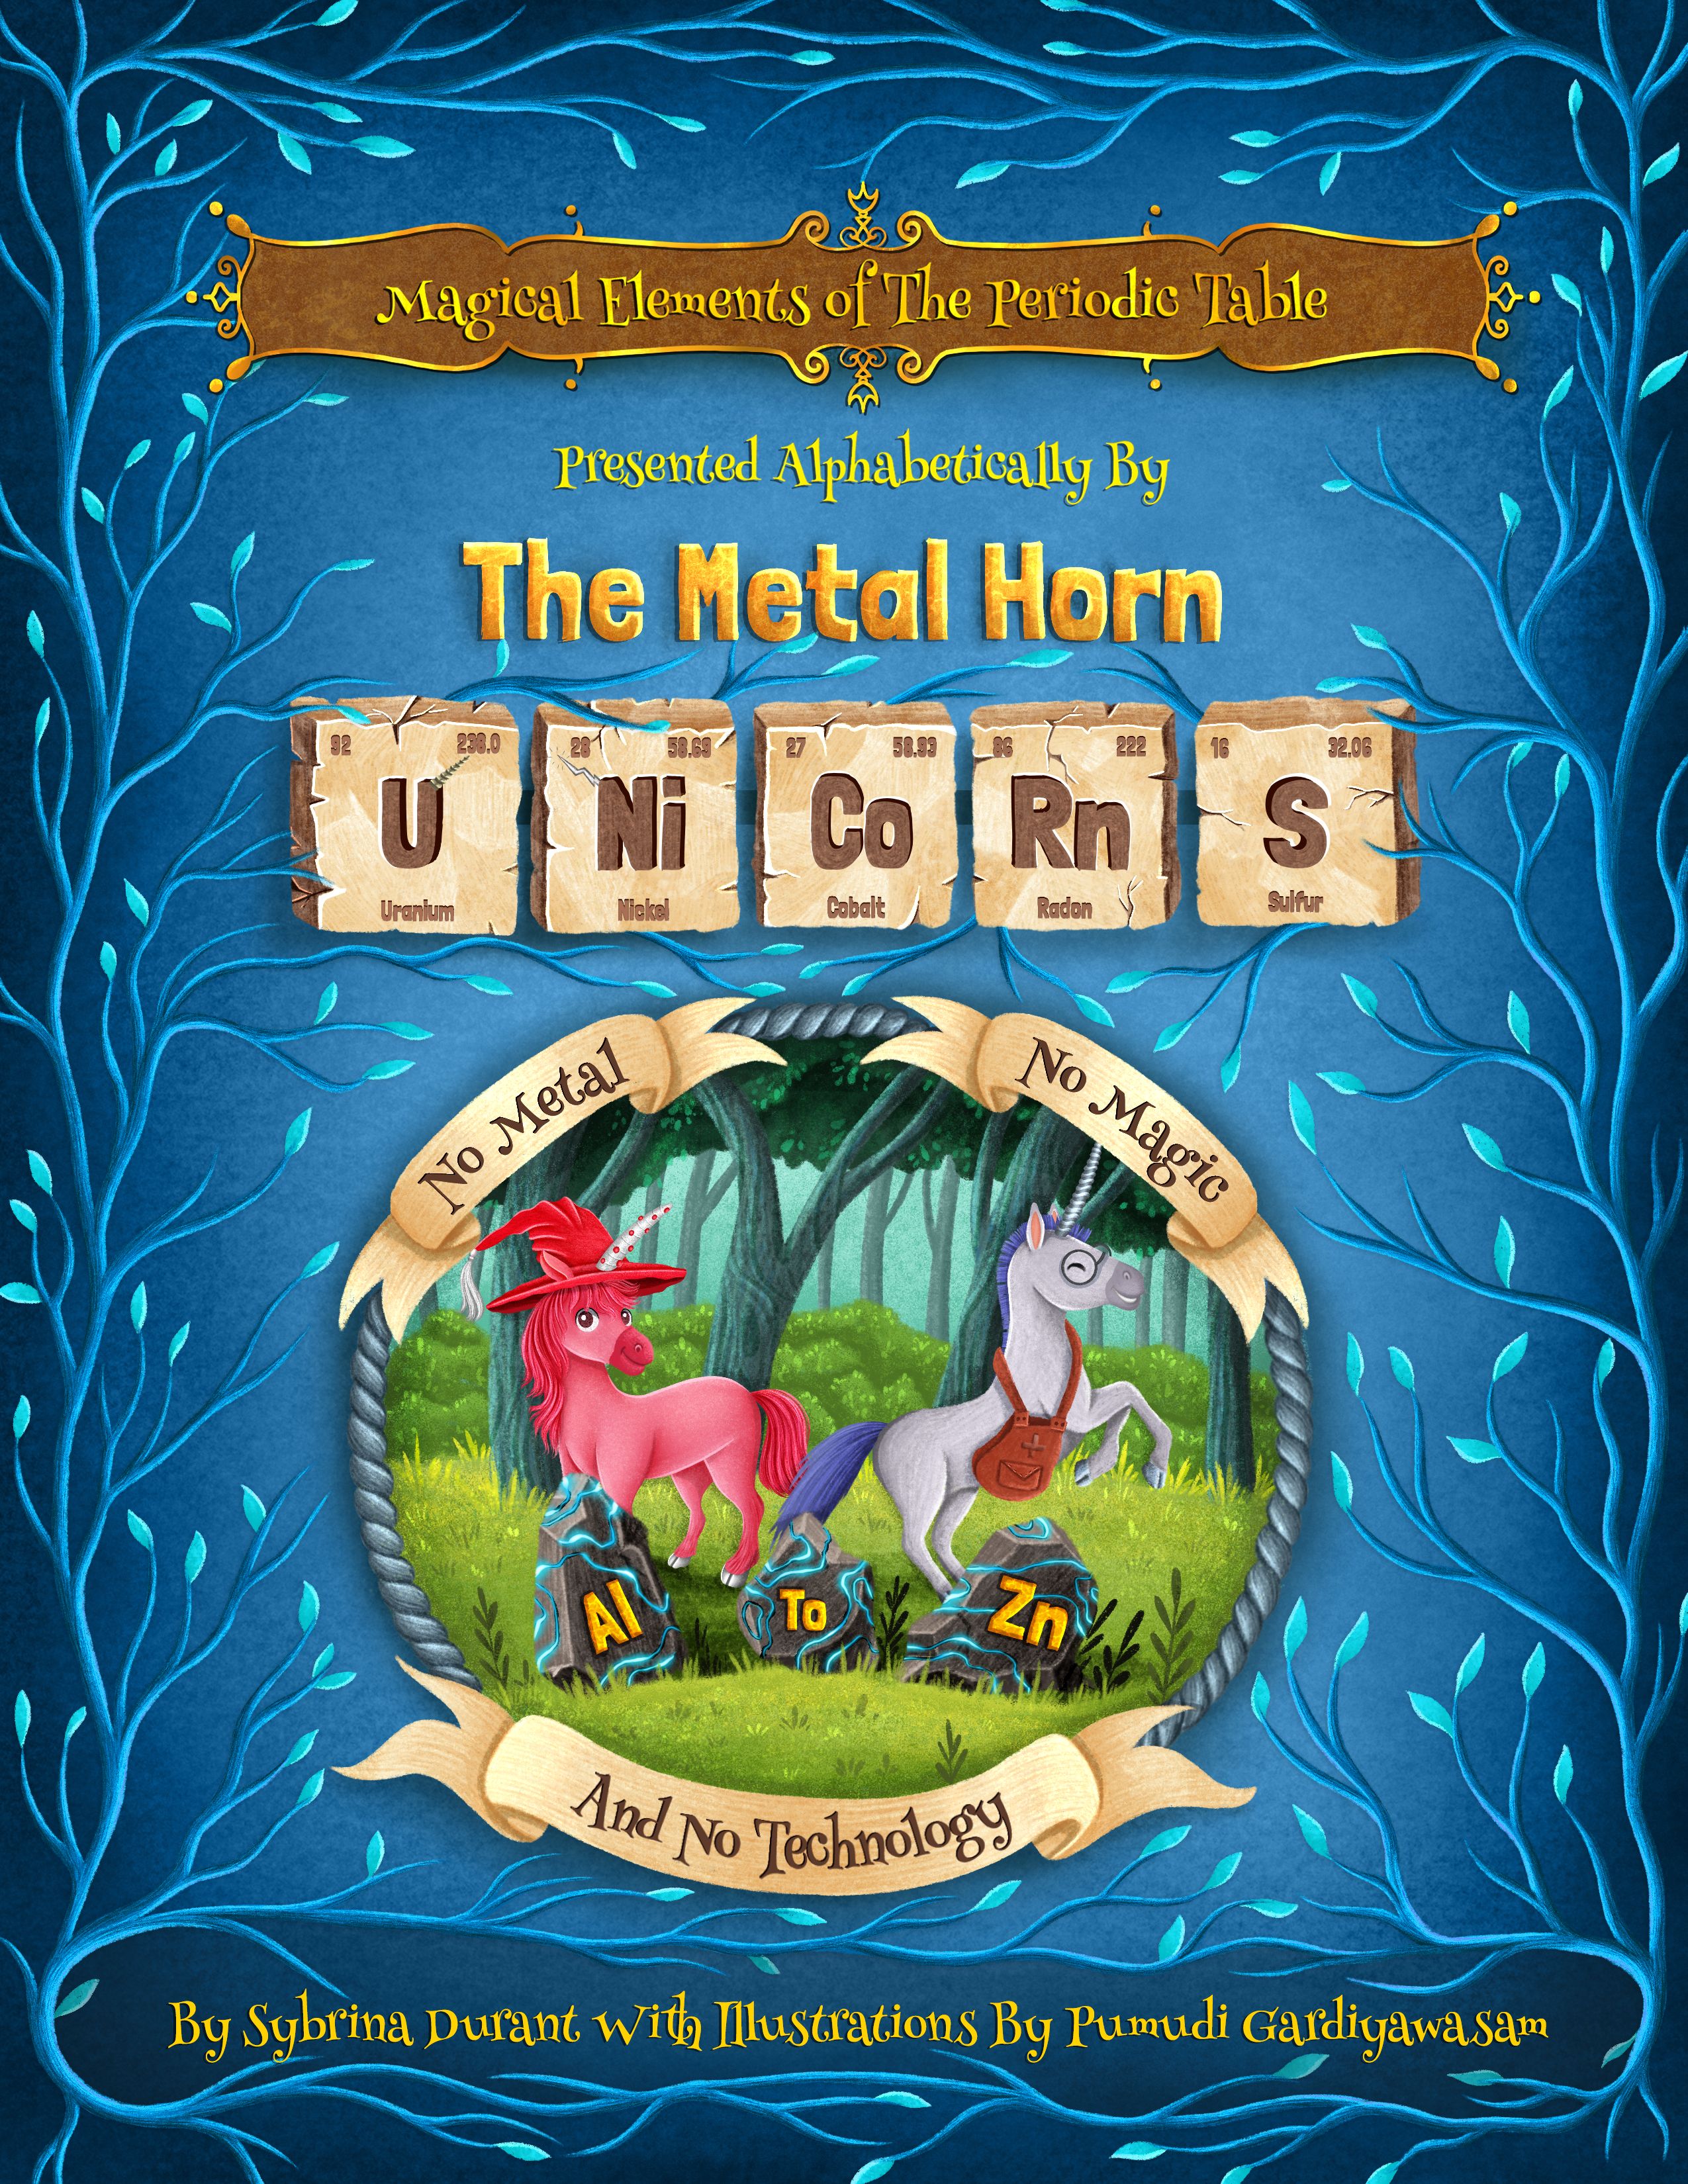 Magical Elements of The Periodic Table
Presented Alphabetically By
The Metal Horn
92 238.0 28 58.69 27 58.93 86 222 16 32.06
U Ni Co Rn S
Uranium Nickel Cobalt Radon Sulfur
No Metal No Magic
Al To Zn
And No Technology
By Sybrina Durant With Illustrations By Pumudi Gardiyawasam